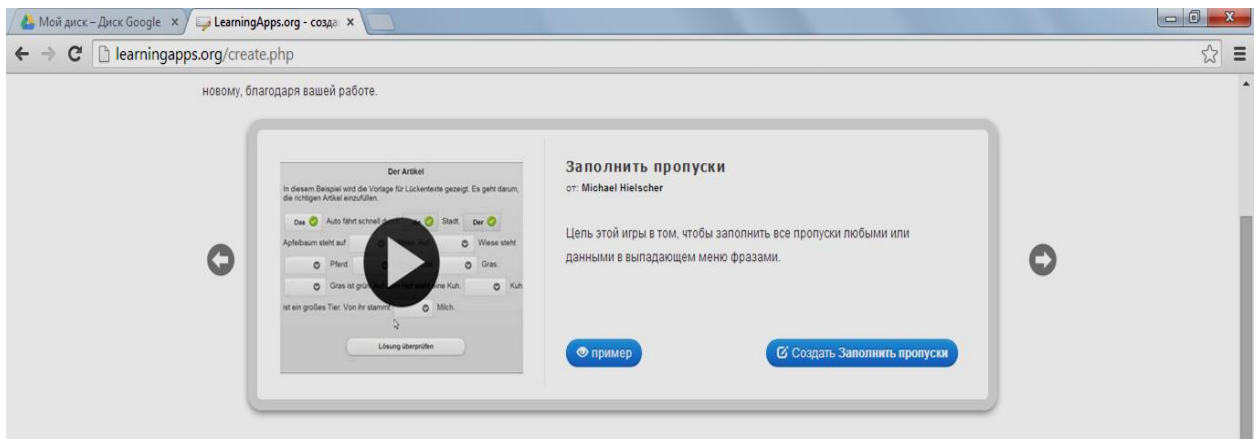 Мой диск – Диск Google
LearningApps.org - созда
learningapps.org/create.php
новому, благодаря вашей работе.
Der Artikel
In diesem Beispiel wird die Vorlage für Lückentexte gezeigt. Es geht darum,
die richtigen Artikel einzufüllen.
Das Auto fährt schnell Stadt. Der
Apfelbaum steht auf Wiese steht
Pferd. Gras.
Gras ist grün. eine Kuh. Kuh
ist ein großes Tier. Von ihr stammt Milch.
Lösung überprüfen
Заполнить пропуски
от: Michael Hielscher
Цель этой игры в том, чтобы заполнить все пропуски любыми или
данными в выпадающем меню фразами.
пример
Создать Заполнить пропуски